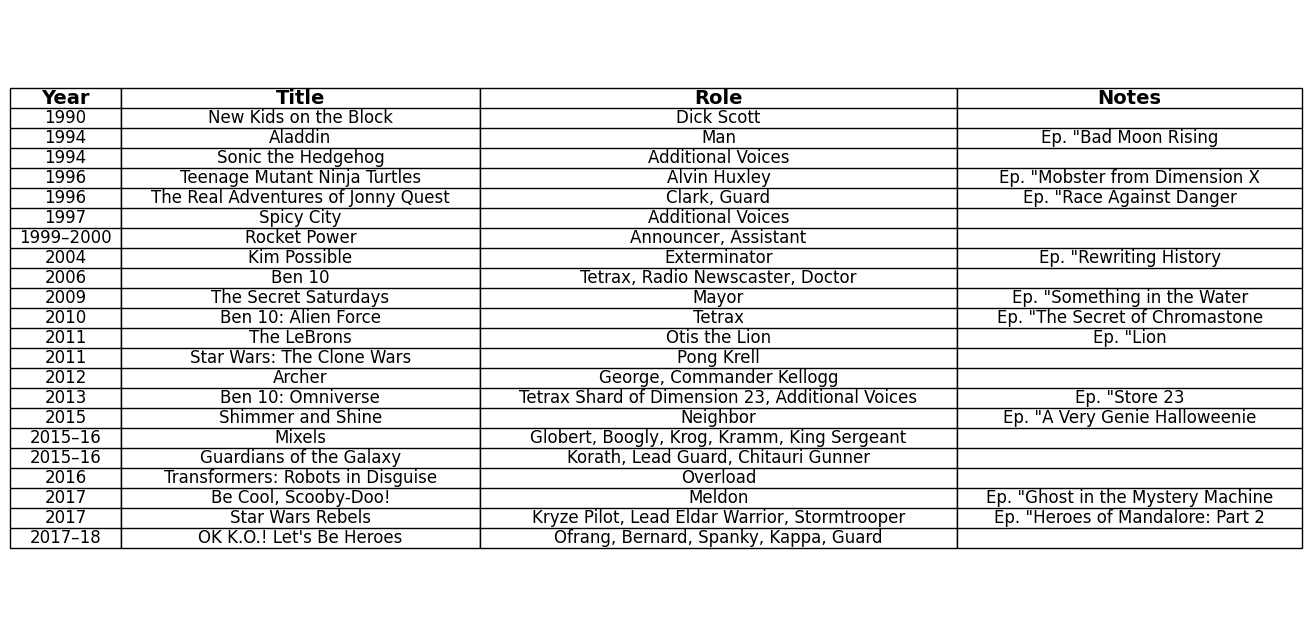 Year Title Role Notes
1990 New Kids on the Block Dick Scott
1994 Aladdin Man Ep. "Bad Moon Rising
1994 Sonic the Hedgehog Additional Voices
1996 Teenage Mutant Ninja Turtles Alvin Huxley Ep. "Mobster from Dimension X
1996 The Real Adventures of Jonny Quest Clark, Guard Ep. "Race Against Danger
1997 Spicy City Additional Voices
1999–2000 Rocket Power Announcer, Assistant
2004 Kim Possible Exterminator Ep. "Rewriting History
2006 Ben 10 Tetrax, Radio Newscaster, Doctor
2009 The Secret Saturdays Mayor Ep. "Something in the Water
2010 Ben 10: Alien Force Tetrax Ep. "The Secret of Chromastone
2011 The LeBrons Otis the Lion Ep. "Lion
2011 Star Wars: The Clone Wars Pong Krell
2012 Archer George, Commander Kellogg
2013 Ben 10: Omniverse Tetrax Shard of Dimension 23, Additional Voices Ep. "Store 23
2015 Shimmer and Shine Neighbor Ep. "A Very Genie Halloweenie
2015–16 Mixels Globert, Boogly, Krog, Kramm, King Sergeant
2015–16 Guardians of the Galaxy Korath, Lead Guard, Chitauri Gunner
2016 Transformers: Robots in Disguise Overload
2017 Be Cool, Scooby-Doo! Meldon Ep. "Ghost in the Mystery Machine
2017 Star Wars Rebels Kryze Pilot, Lead Eldar Warrior, Stormtrooper Ep. "Heroes of Mandalore: Part 2
2017–18 OK K.O.! Let's Be Heroes Ofrang, Bernard, Spanky, Kappa, Guard